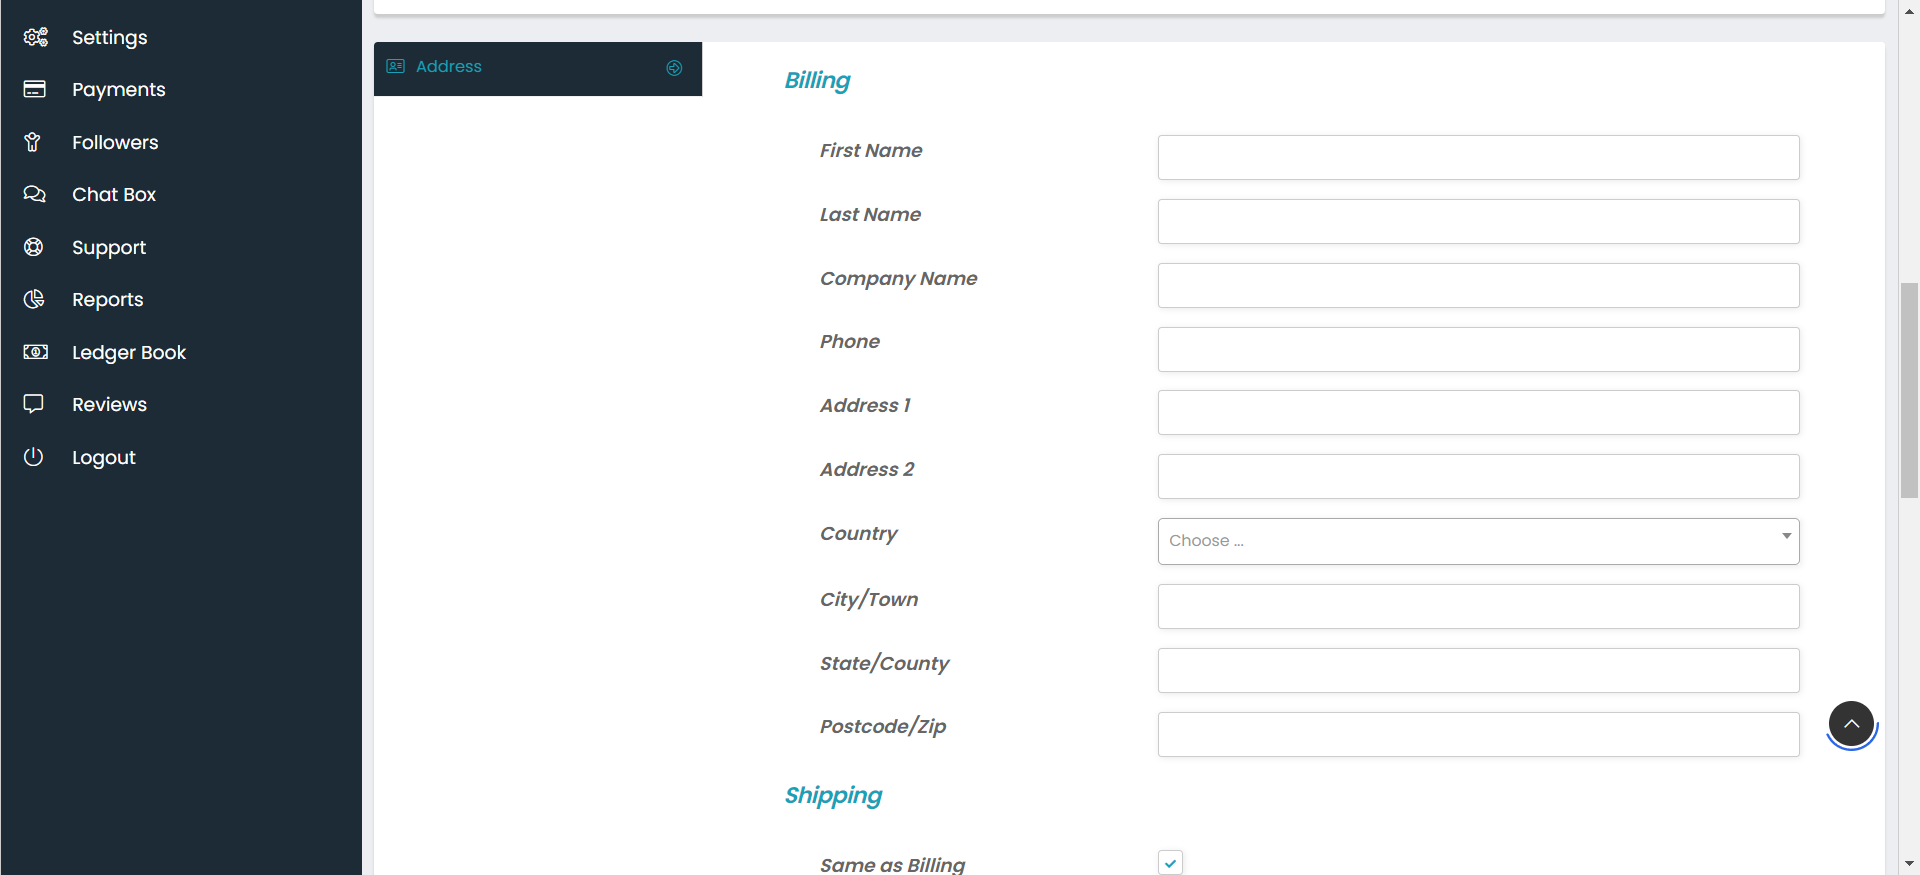 Settings
Payments
Followers
Chat Box
Support
Reports
Ledger Book
Reviews
Logout
Address
Billing
First Name
Last Name
Company Name
Phone
Address 1
Address 2
Country
Choose ...
City/Town
State/County
Postcode/Zip
Shipping
Same as Billing